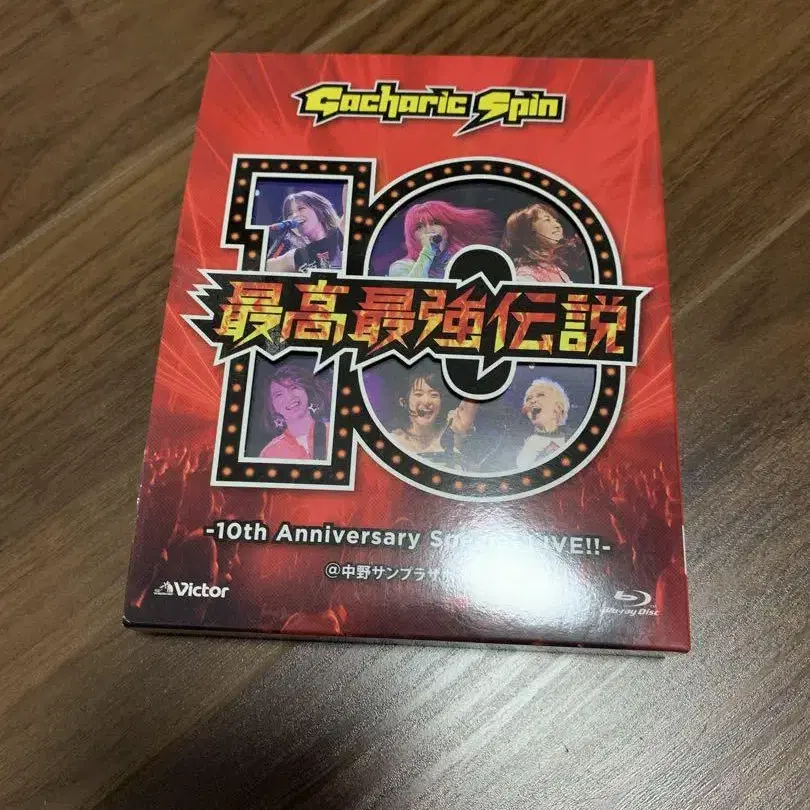 Gacharic Spin
10
最高最強伝説
-10th Anniversary LIVE!!-
@中野サンプラザ
Victor
Blu-ray Disc